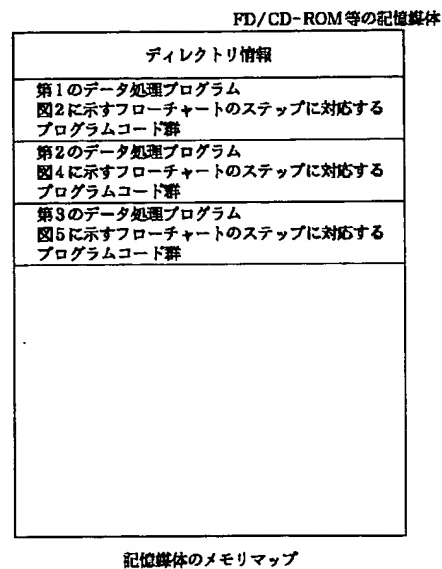 FD/CD-ROM等の記憶媒体
ディレクトリ情報
第1のデータ処理プログラム
図2に示すフローチャートのステップに対応する
プログラムコード群
第2のデータ処理プログラム
図4に示すフローチャートのステップに対応する
プログラムコード群
第3のデータ処理プログラム
図5に示すフローチャートのステップに対応する
プログラムコード群
記憶媒体のメモリマップ